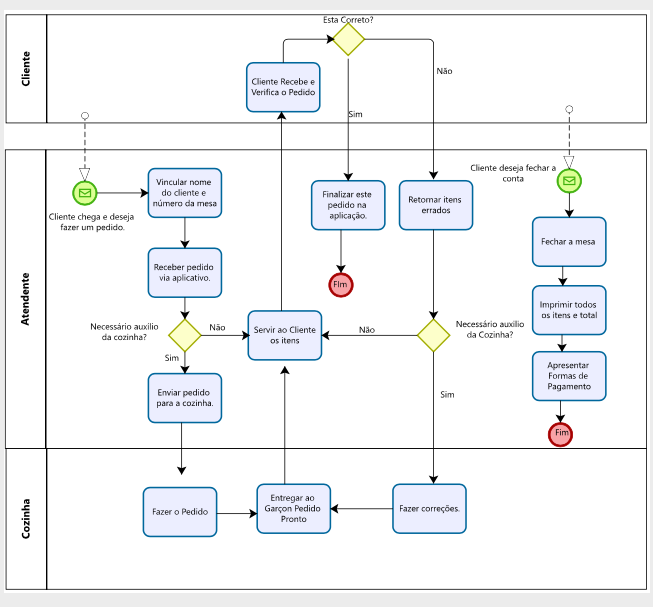 Cliente
Esta Correto?
Cliente Recebe e
Verifica o Pedido
Não
Sim
Atendente
Cliente chega e deseja
fazer um pedido.
Vincular nome
do cliente e
número da mesa
Receber pedido
via aplicativo.
Necessário auxilio
da cozinha?
Não
Sim
Enviar pedido
para a cozinha.
Servir ao Cliente
os itens
Finalizar este
pedido na
aplicação.
FIm
Retornar itens
errados
Não
Necessário auxilio
da Cozinha?
Sim
Cliente deseja fechar a
conta
Fechar a mesa
Imprimir todos
os itens e total
Apresentar
Formas de
Pagamento
Fim
Cozinha
Fazer o Pedido
Entregar ao
Garçon Pedido
Pronto
Fazer correções.